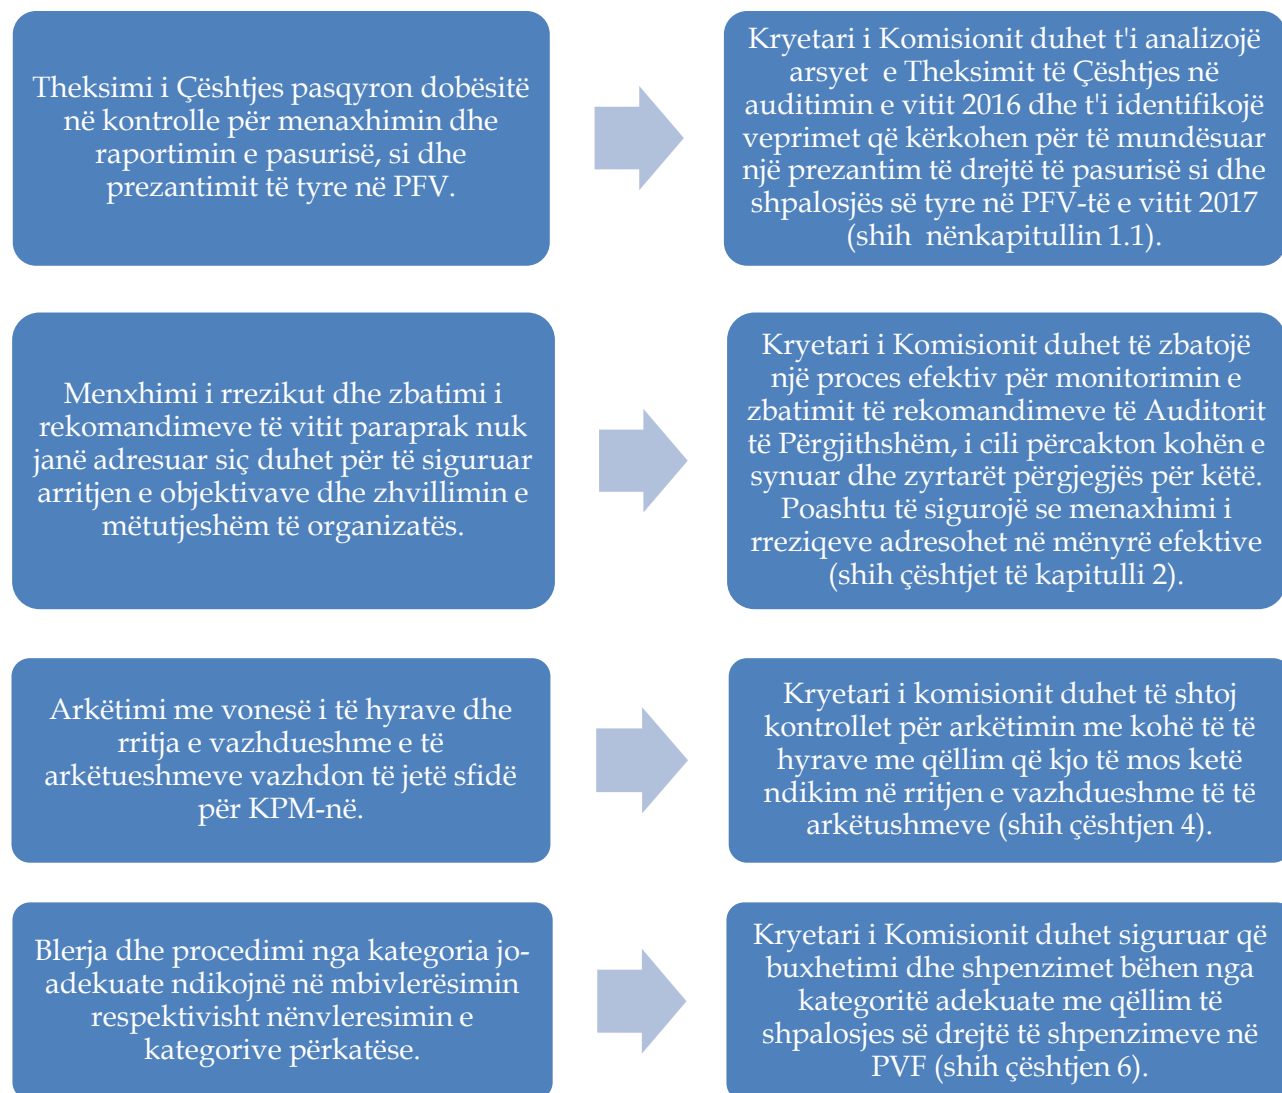 Theksimi i Çështjes pasqyron dobësitë
në kontrolle për menaxhimin dhe
raportimin e pasurisë, si dhe
prezantimit të tyre në PFV.
Kryetari i Komisionit duhet t'i analizojë
arsyet e Theksimit të Çështjes në
auditimin e vitit 2016 dhe t'i identifikojë
veprimet që kërkohen për të mundësuar
një prezantim të drejtë të pasurisë si dhe
shpalosjës së tyre në PFV-të e vitit 2017
(shih nënkapitullin 1.1).
Menxhimi i rrezikut dhe zbatimi i
rekomandimeve të vitit paraprak nuk
janë adresuar siç duhet për të siguruar
arritjen e objektivave dhe zhvillimin e
mëtutjeshëm të organizatës.
Kryetari i Komisionit duhet të zbatojë
një proces efektiv për monitorimin e
zbatimit të rekomandimeve të Auditorit
të Përgjithshëm, i cili përcakton kohën e
synuar dhe zyrtarët përgjegjës për këtë.
Poashtu të sigurojë se menaxhimi i
rreziqeve adresohet në mënyrë efektive
(shih çështjet të kapitulli 2).
Arkëtimi me vonesë i të hyrave dhe
rritja e vazhdueshme e të
arkëtueshmeve vazhdon të jetë sfidë
për KPM-në.
Kryetari i komisionit duhet të shtoj
kontrollet për arkëtimin me kohë të të
hyrave me qëllim që kjo të mos ketë
ndikim në rritjen e vazhdueshme të të
arkëtushmeve (shih çështjen 4).
Blerja dhe procedimi nga kategoria jo-
adekuate ndikojnë në mbivlerësimin
respektivisht nënvleresimin e
kategorive përkatëse.
Kryetari i Komisionit duhet siguruar që
buxhetimi dhe shpenzimet bëhen nga
kategoritë adekuate me qëllim të
shpalosjes së drejtë të shpenzimeve në
PVF (shih çështjen 6).